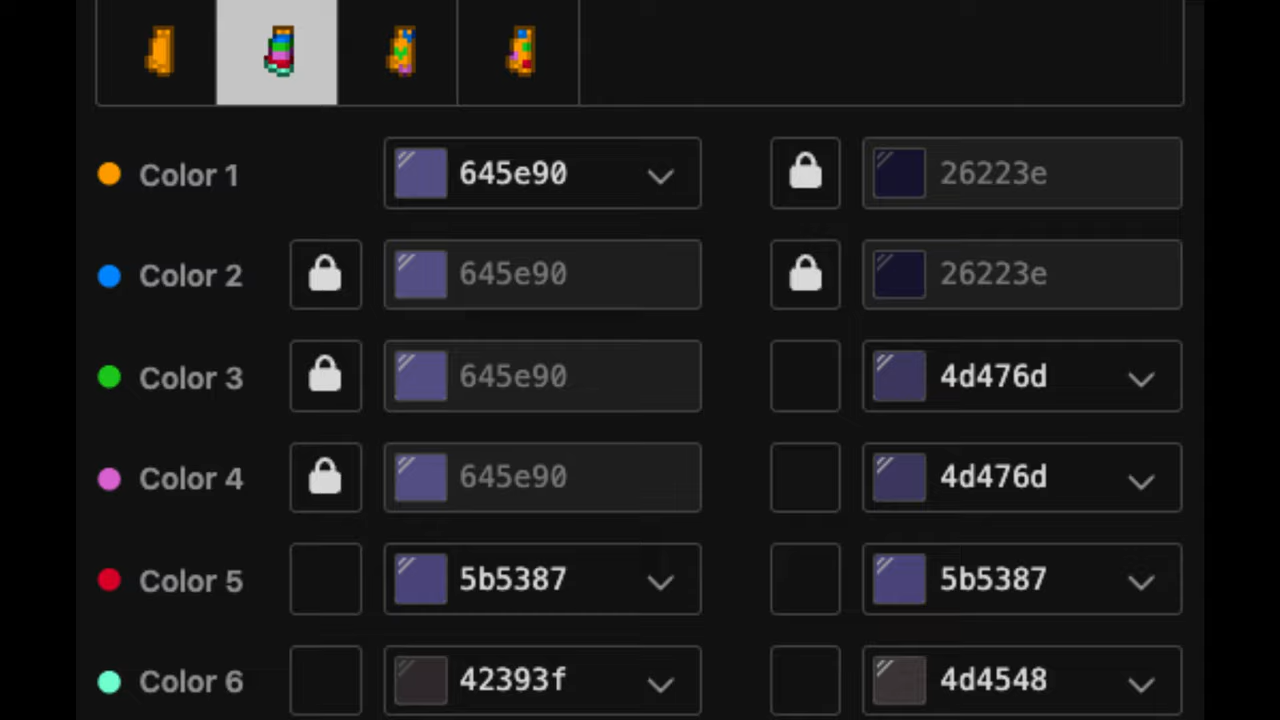 Color 1 645e90 26223e
Color 2 645e90 26223e
Color 3 645e90 4d476d
Color 4 645e90 4d476d
Color 5 5b5387 5b5387
Color 6 42393f 4d4548